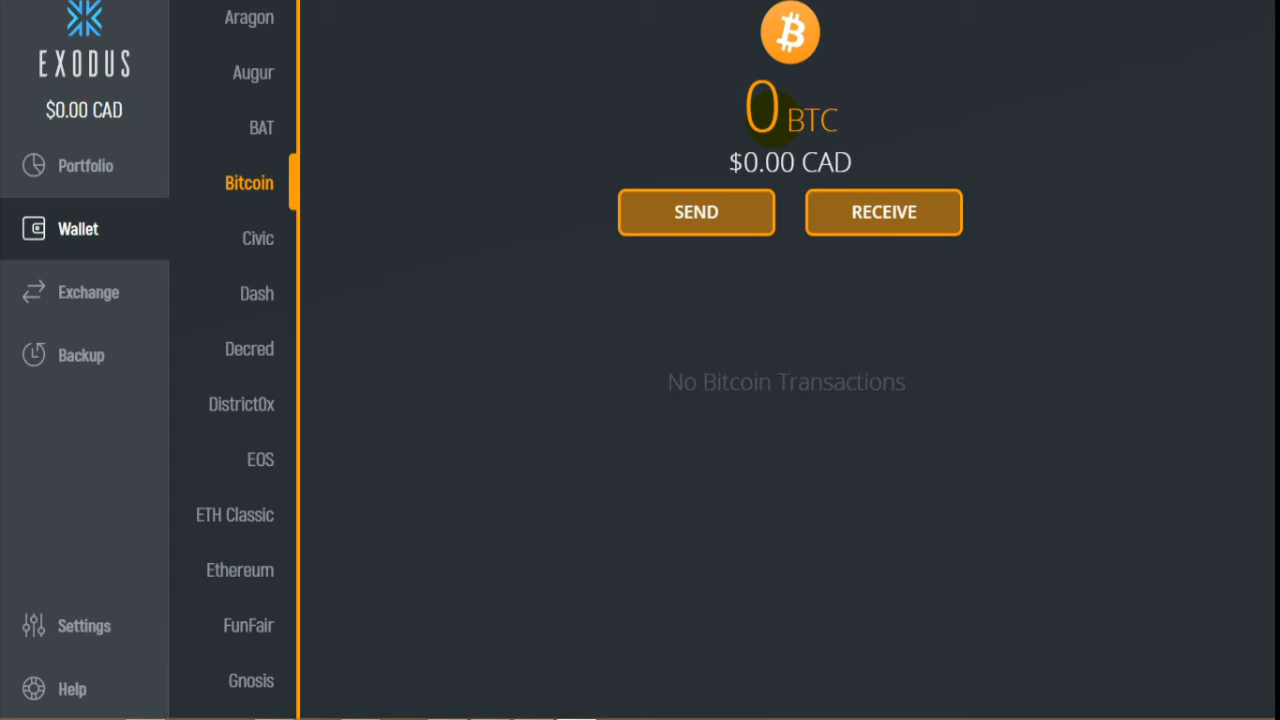 EXODUS
$0.00 CAD
Portfolio
Wallet
Exchange
Backup
Settings
Help
Aragon
Augur
BAT
Bitcoin
Civic
Dash
Decred
District0x
EOS
ETH Classic
Ethereum
FunFair
Gnosis
0 BTC
$0.00 CAD
SEND RECEIVE
No Bitcoin Transactions